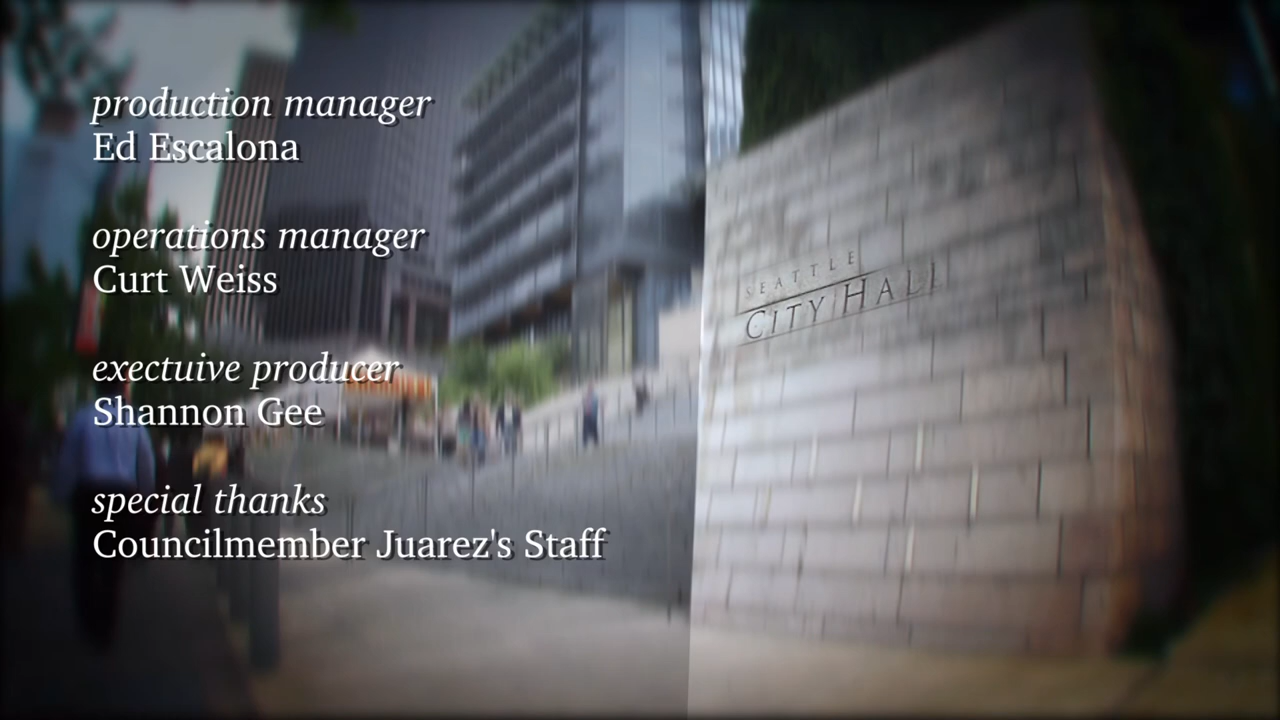 production manager
Ed Escalona
operations manager
Curt Weiss
exectuive producer
Shannon Gee
special thanks
Councilmember Juarez's Staff
SEATTLE
CITY HALL